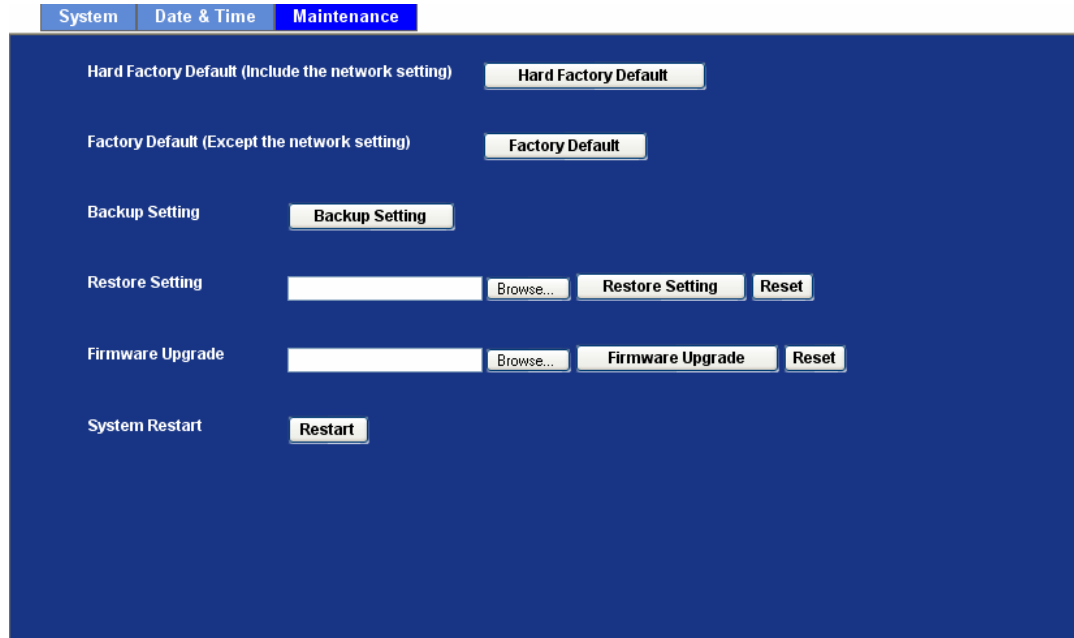 System Date & Time Maintenance
Hard Factory Default (Include the network setting) Hard Factory Default
Factory Default (Except the network setting) Factory Default
Backup Setting Backup Setting
Restore Setting Browse... Restore Setting Reset
Firmware Upgrade Browse... Firmware Upgrade Reset
System Restart Restart